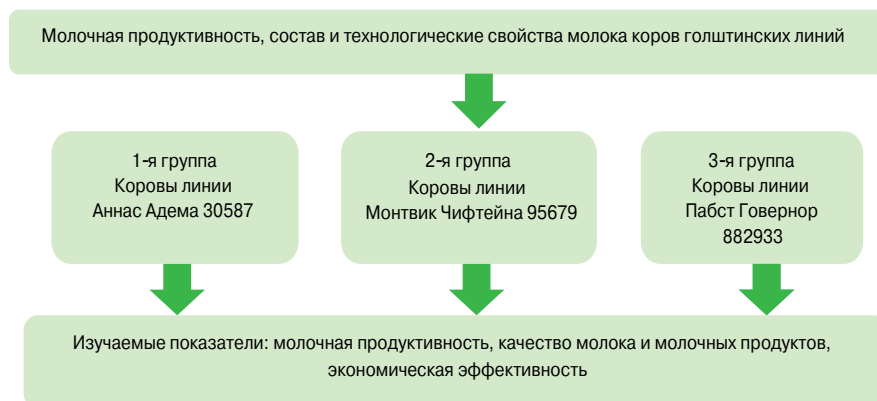 Молочная продуктивность, состав и технологические свойства молока коров голштинских линий
1-я группа
Коровы линии
Аннас Адема 30587
2-я группа
Коровы линии
Монтвик Чифтейна 95679
3-я группа
Коровы линии
Пабст Говернор
882933
Изучаемые показатели: молочная продуктивность, качество молока и молочных продуктов,
экономическая эффективность